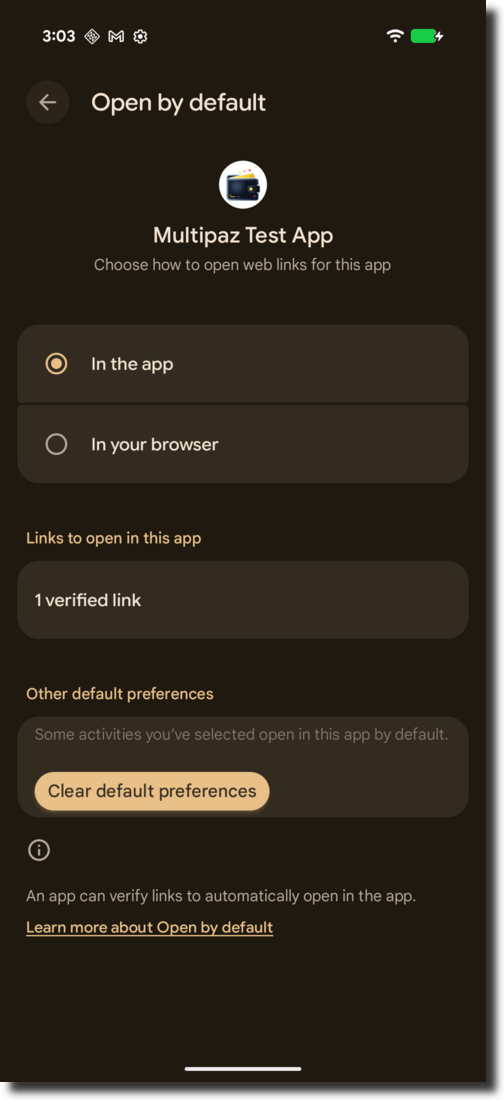 3:03
Open by default
Multipaz Test App
Choose how to open web links for this app
In the app
In your browser
Links to open in this app
1 verified link
Other default preferences
Some activities you’ve selected open in this app by default.
Clear default preferences
An app can verify links to automatically open in the app.
Learn more about Open by default